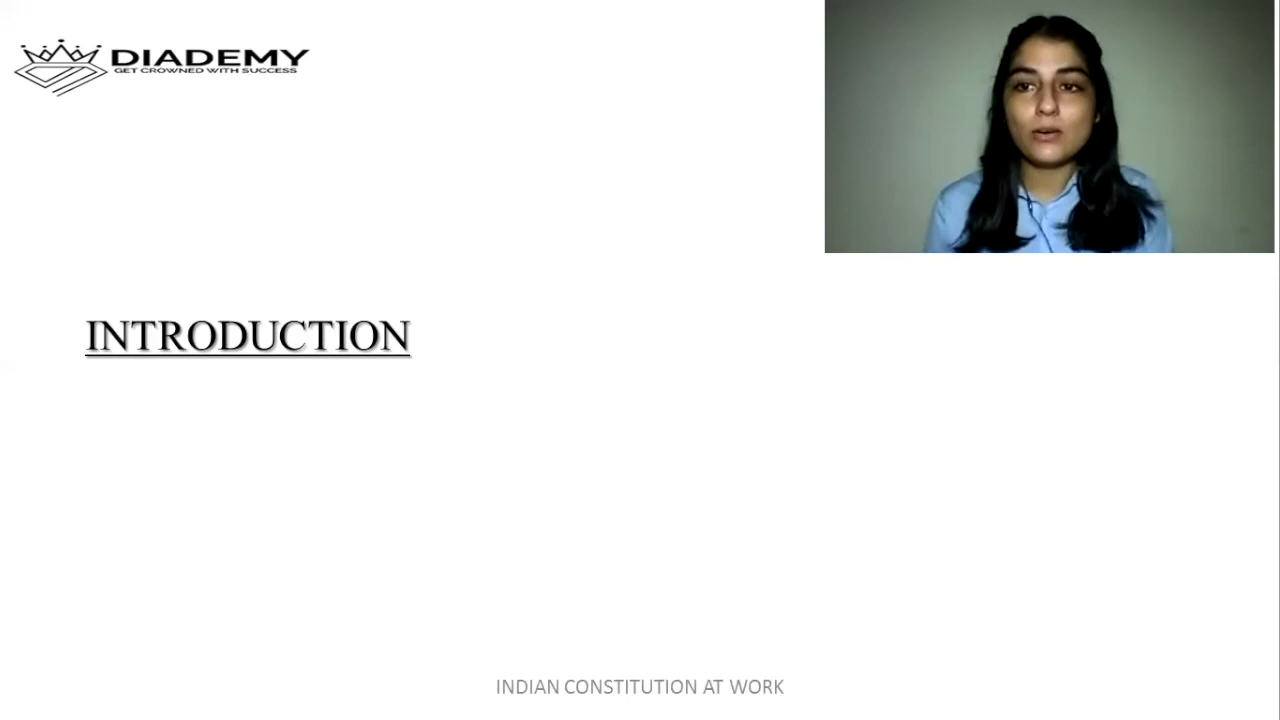 DIADEMY
GET CROWNED WITH SUCCESS
INTRODUCTION
INDIAN CONSTITUTION AT WORK